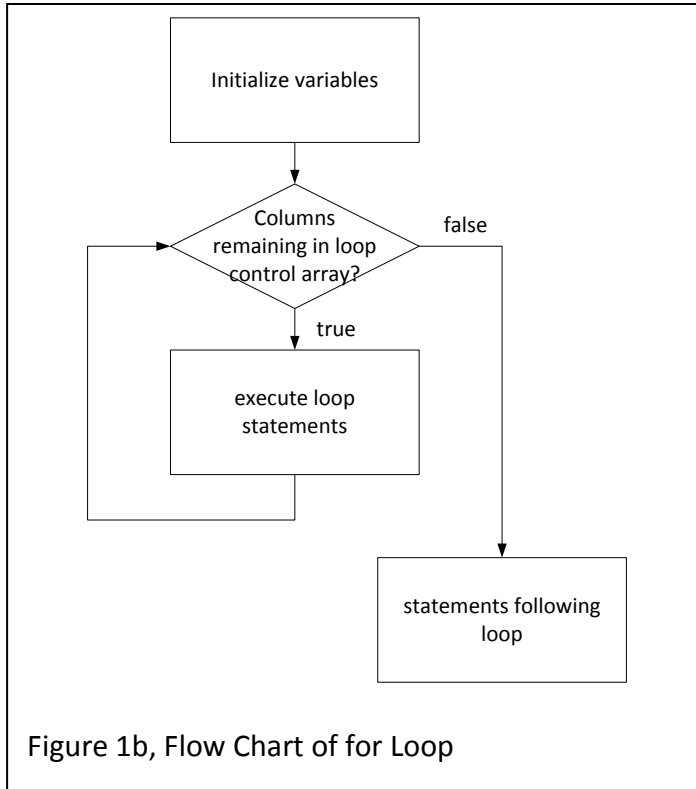 Initialize variables
Columns
remaining in loop
control array?
false
true
execute loop
statements
statements following
loop
Figure 1b, Flow Chart of for Loop